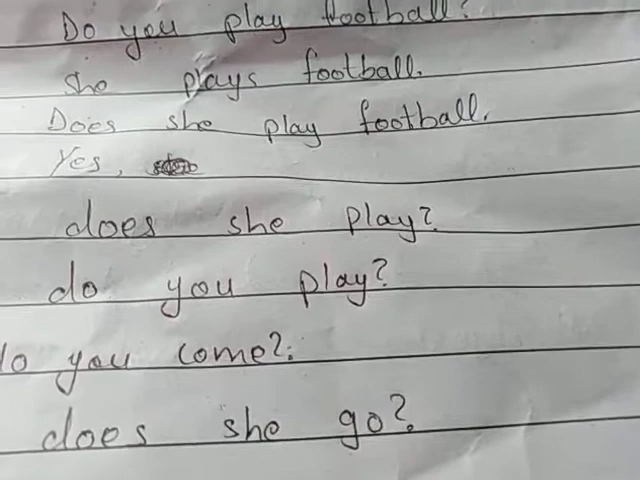 Do you play football?
She plays football.
Does she play football.
Yes,
does she play?
do you play?
do you come?.
does she go?